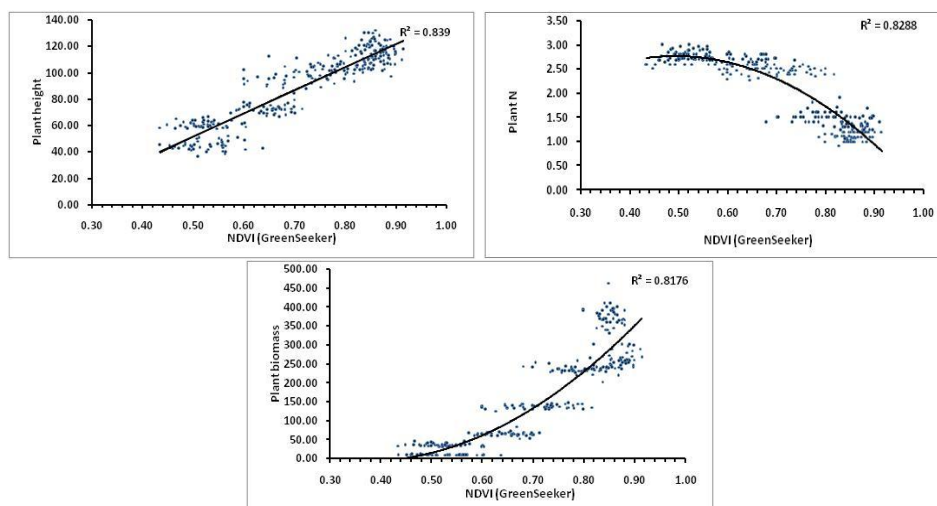 140.00
120.00
100.00
80.00
60.00
40.00
20.00
0.00
Plant height
R² = 0.839
0.30 0.40 0.50 0.60 0.70 0.80 0.90 1.00
NDVI (GreenSeeker)
3.50
3.00
2.50
2.00
1.50
1.00
0.50
0.00
Plant N
R² = 0.8288
0.30 0.40 0.50 0.60 0.70 0.80 0.90 1.00
NDVI (GreenSeeker)
500.00
450.00
400.00
350.00
300.00
250.00
200.00
150.00
100.00
50.00
0.00
Plant biomass
R² = 0.8176
0.30 0.40 0.50 0.60 0.70 0.80 0.90 1.00
NDVI (GreenSeeker)